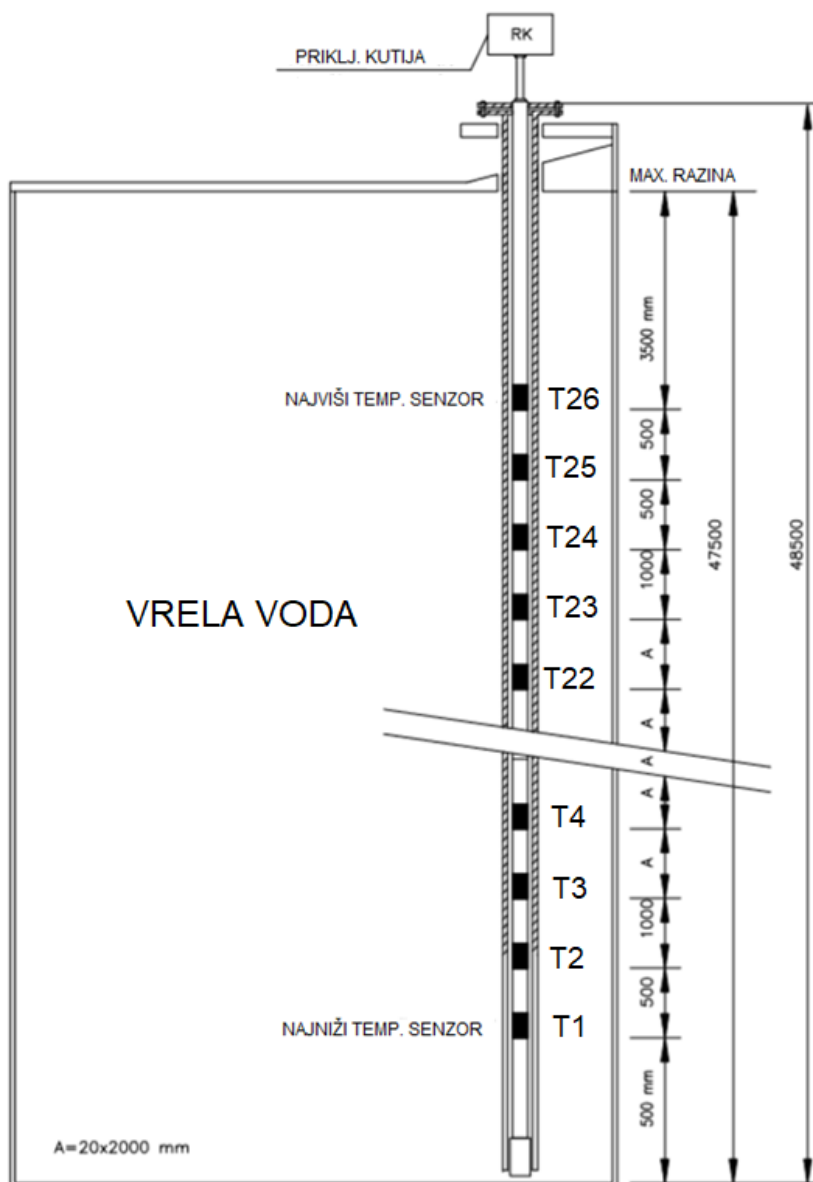 RK
PRIKLJ. KUTIJA
MAX. RAZINA
3500 mm
NAJVIŠI TEMP. SENZOR
T26
500
T25
500
T24
1000
47500
48500
VRELA VODA
T23
A
T22
A
A
A
T4
A
T3
1000
T2
500
NAJNIŽI TEMP. SENZOR
T1
500 mm
A=20x2000 mm